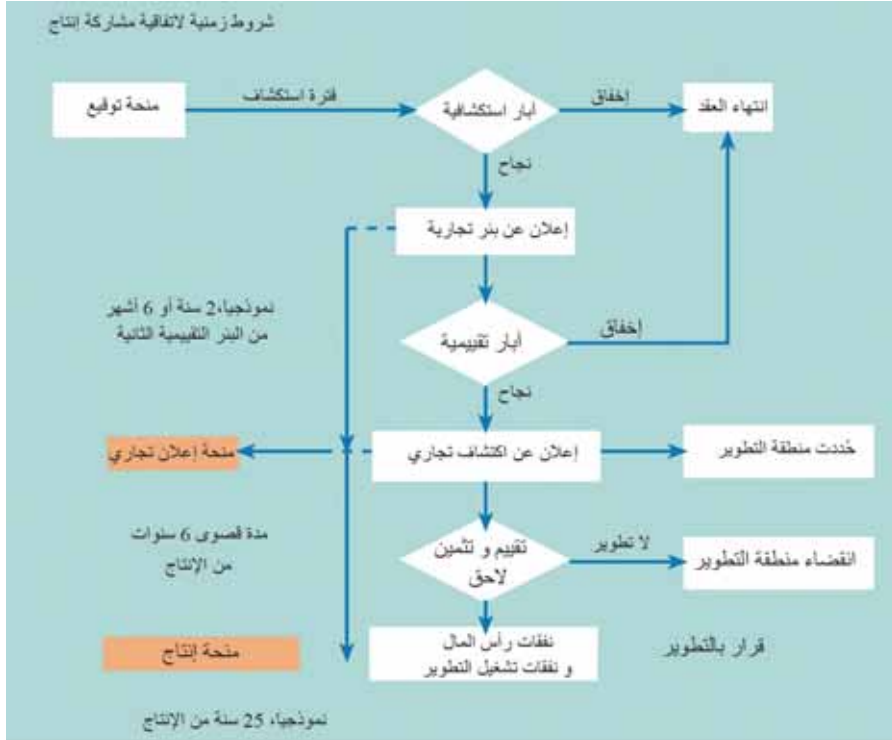 شروط زمنية لاتفاقية مشاركة إنتاج
منحة توقيع
فترة استكشاف
آبار استكشافية
إخفاق
انتهاء العقد
نجاح
إعلان عن بئر تجارية
نموذجيا، 2 سنة أو 6 أشهر
من البئر التقييمية الثانية
آبار تقييمية
إخفاق
نجاح
منحة إعلان تجاري
إعلان عن اكتشاف تجاري
حُددت منطقة التطوير
مدة قصوى 6 سنوات
من الإنتاج
تقييم و تثمين
لاحق
لا تطوير
انقضاء منطقة التطوير
منحة إنتاج
نفقات رأس المال
و نفقات تشغيل التطوير
قرار بالتطوير
نموذجيا، 25 سنة من الإنتاج